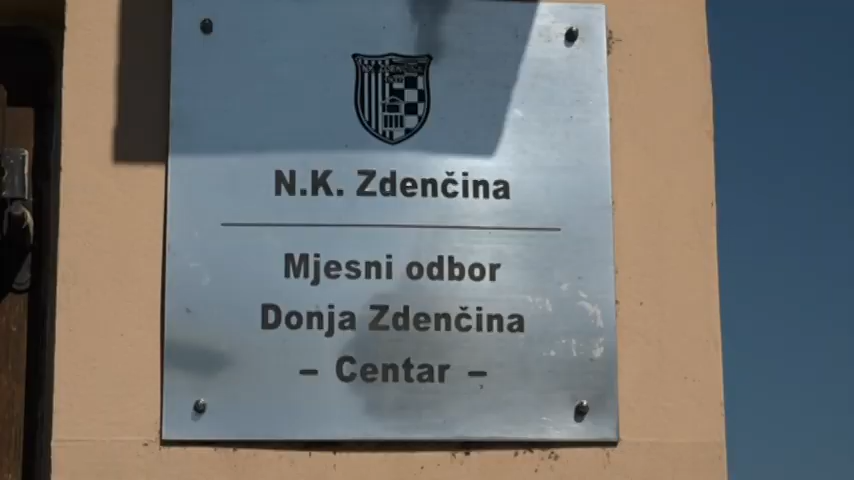 N.K. Zdenčina
Mjesni odbor
Donja Zdenčina
– Centar –